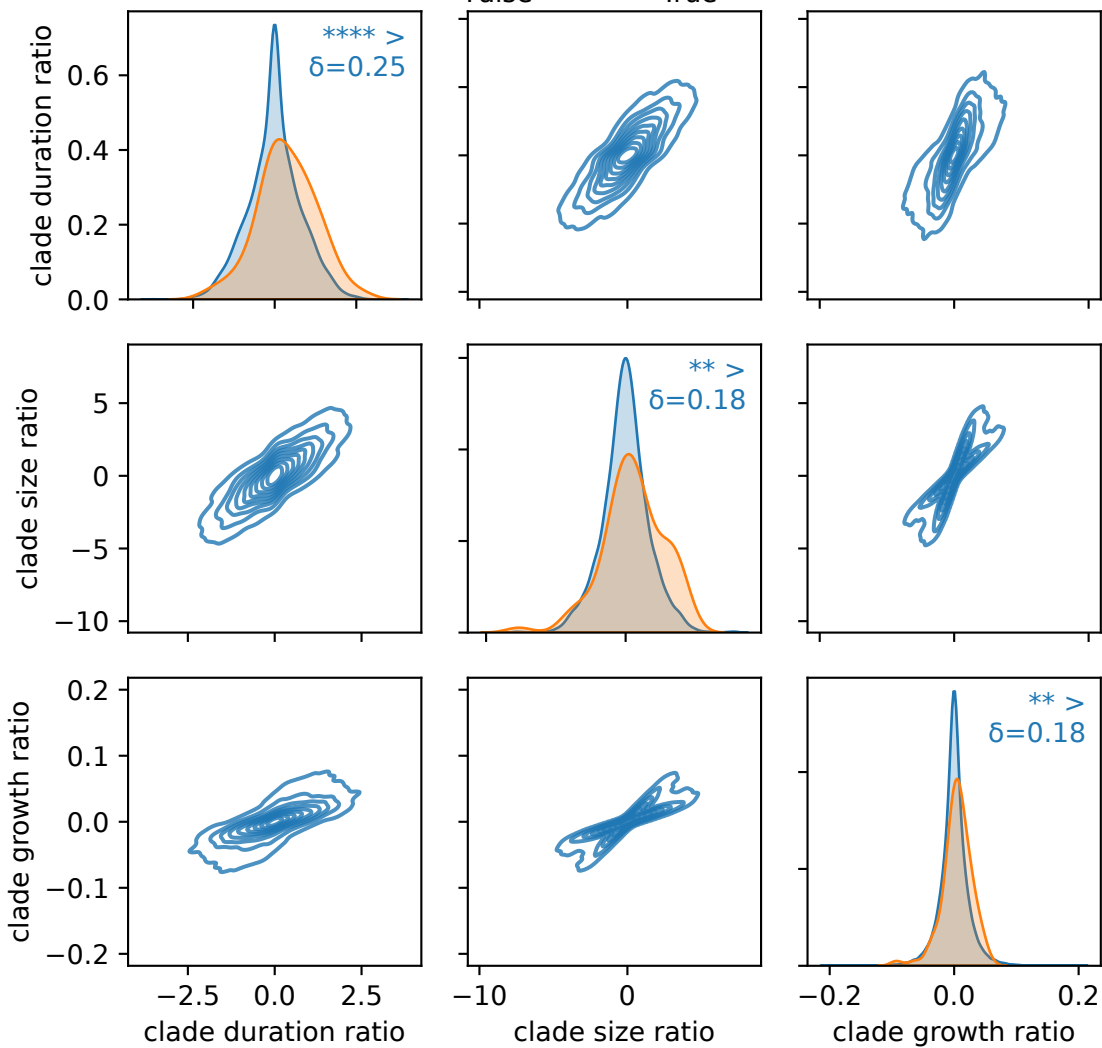 False True
clade duration ratio
0.6
0.4
0.2
0.0
**** >
δ=0.25
clade size ratio
5
0
−5
−10
** >
δ=0.18
clade growth ratio
0.2
0.1
0.0
−0.1
−0.2
** >
δ=0.18
−2.5 0.0 2.5
−10 0
−0.2 0.0 0.2
clade duration ratio
clade size ratio
clade growth ratio